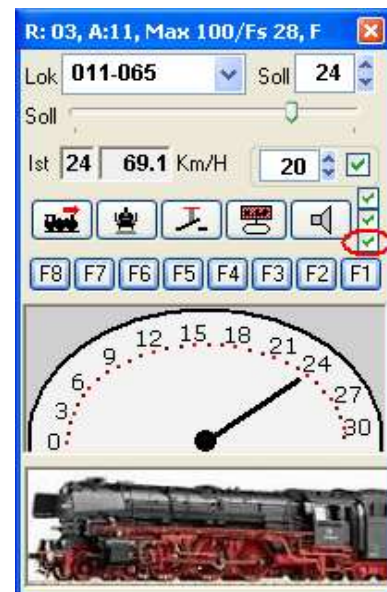 R: 03, A:11, Max 100/Fs 28, F
Lok 011-065 Soll 24
Soll
Ist 24 69.1 Km/H 20
F8 F7 F6 F5 F4 F3 F2 F1
0 3 6 9 12 15 18 21 24 27 30